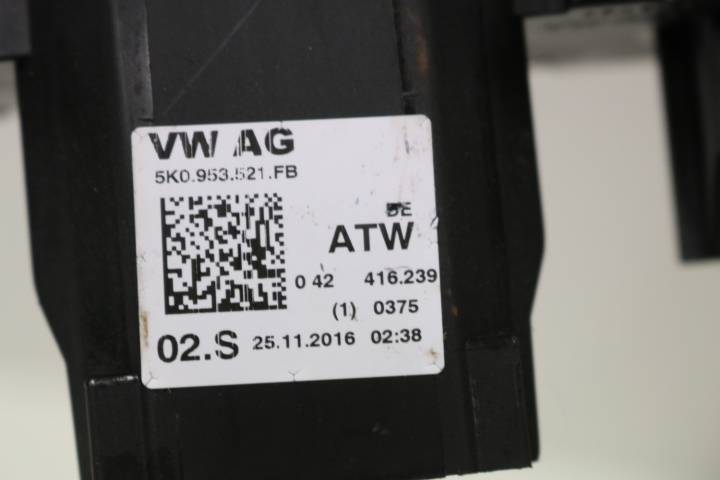 VW AG
5K0.953.521.FB
DE
ATW
0 42 416.239
(1) 0375
02.S 25.11.2016 02:38